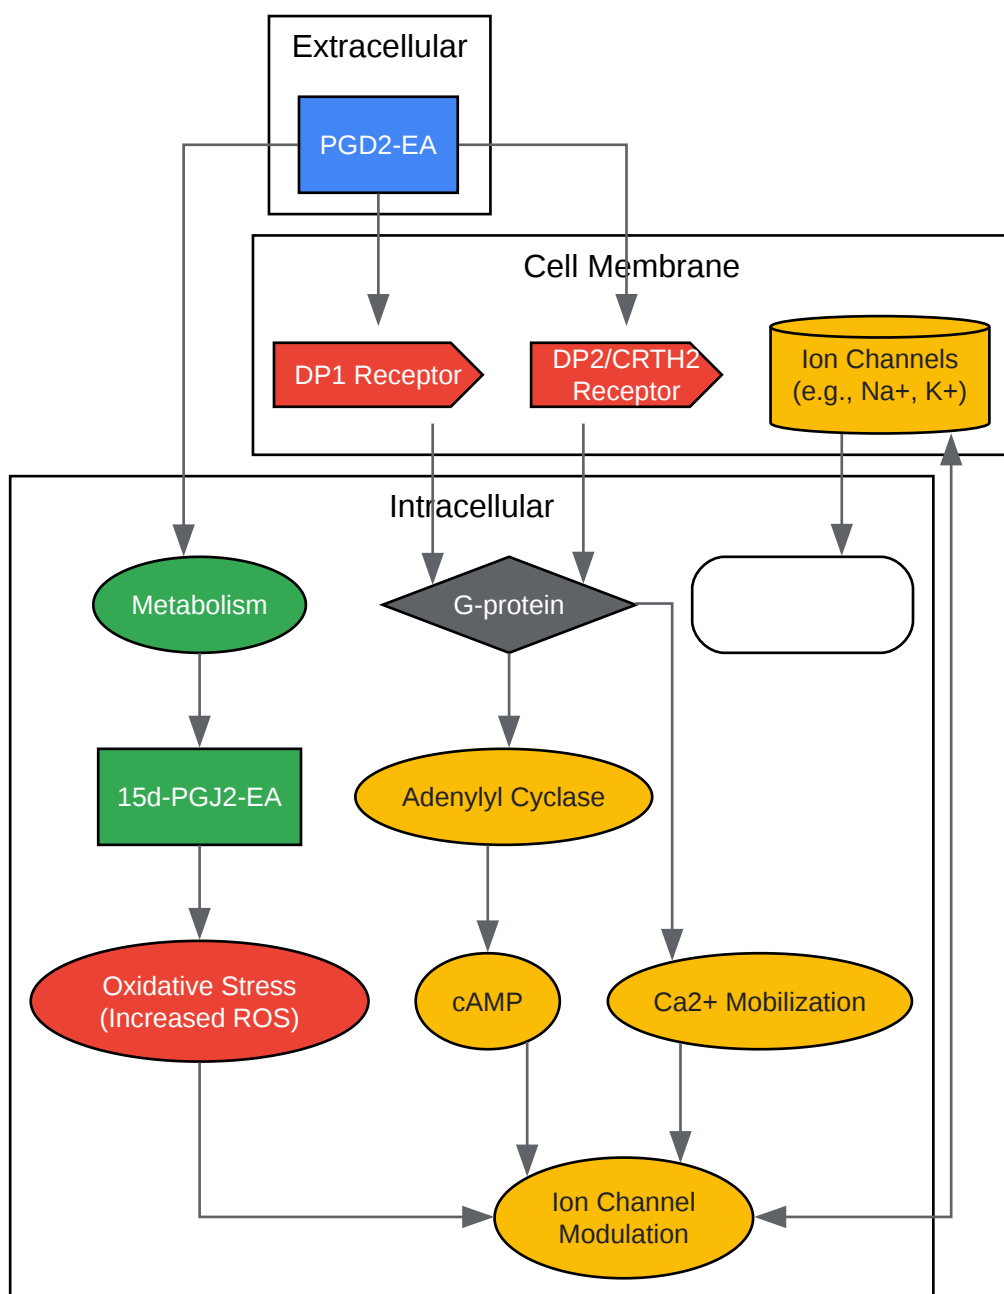 Extracellular
PGD2-EA
Cell Membrane
DP1 Receptor
DP2/CRTH2
Receptor
Ion Channels
(e.g., Na+, K+)
Intracellular
Metabolism
G-protein
15d-PGJ2-EA
Adenylyl Cyclase
Oxidative Stress
(Increased ROS)
cAMP
Ca2+ Mobilization
Ion Channel
Modulation